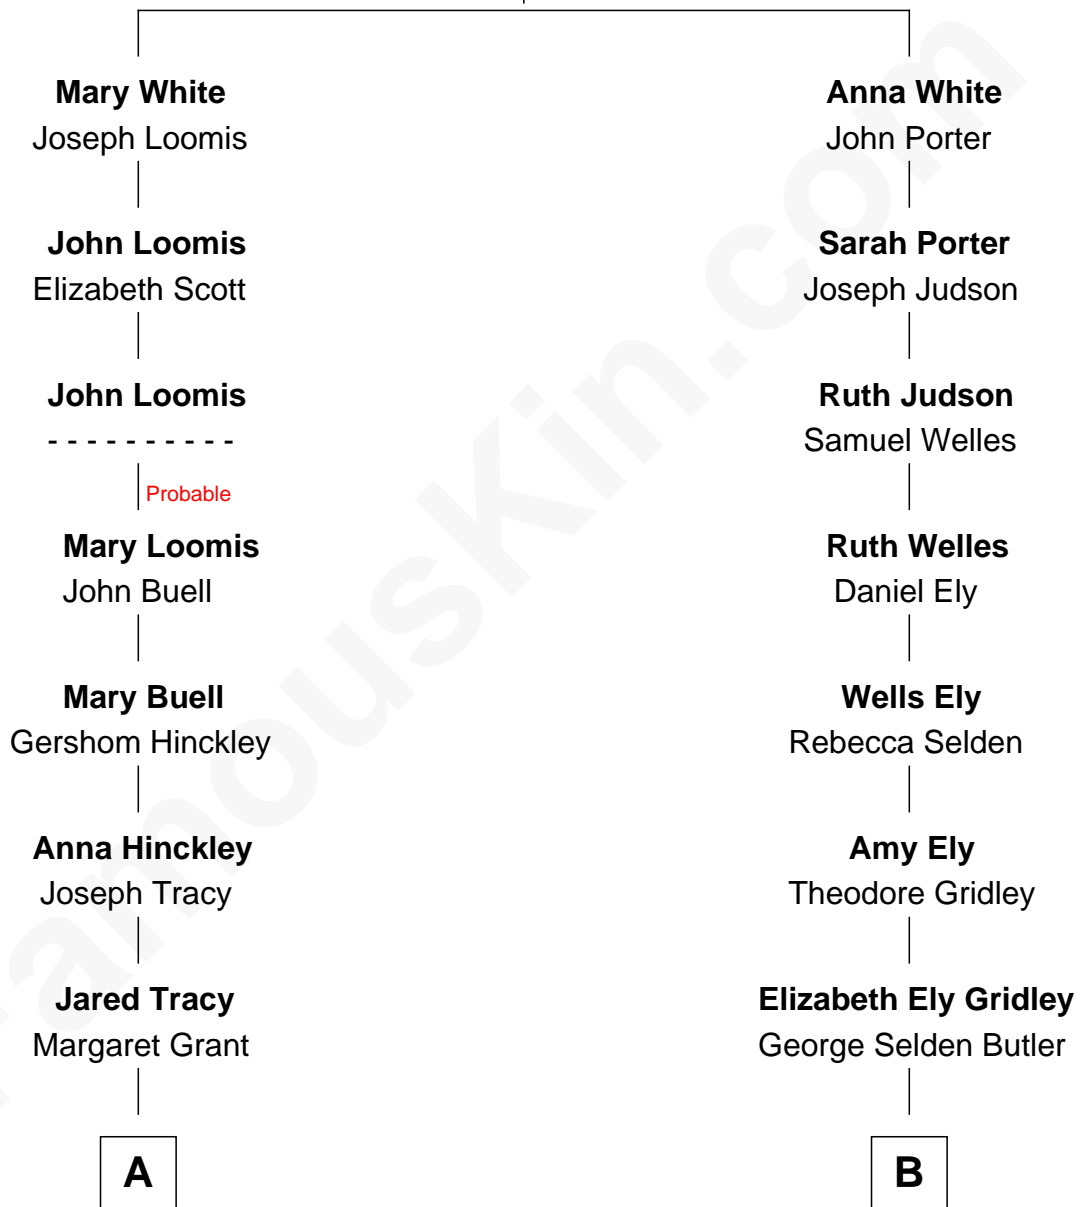 Mary White
Joseph Loomis
John Loomis
Elizabeth Scott
John Loomis
- - - - - - - - - -
Probable
Mary Loomis
John Buell
Mary Buell
Gershom Hinckley
Anna Hinckley
Joseph Tracy
Jared Tracy
Margaret Grant
A
Anna White
John Porter
Sarah Porter
Joseph Judson
Ruth Judson
Samuel Welles
Ruth Welles
Daniel Ely
Wells Ely
Rebecca Selden
Amy Ely
Theodore Gridley
Elizabeth Ely Gridley
George Selden Butler
B
FamousKin.com